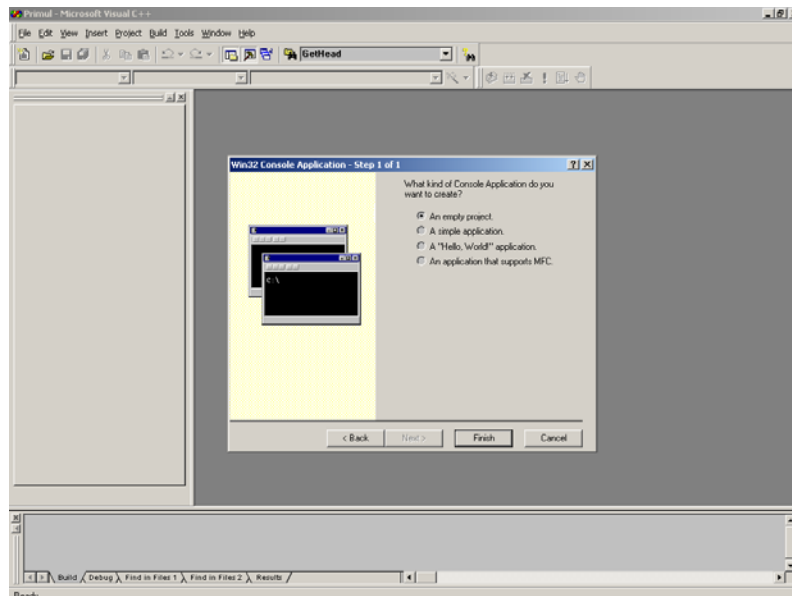 Primul - Microsoft Visual C++
File Edit View Insert Project Build Tools Window Help
GetHead
Win32 Console Application - Step 1 of 1
What kind of Console Application do you
want to create?
An empty project.
A simple application.
A "Hello, World!" application.
An application that supports MFC.
C:\
< Back Next > Finish Cancel
Build Debug Find in Files 1 Find in Files 2 Results
Ready